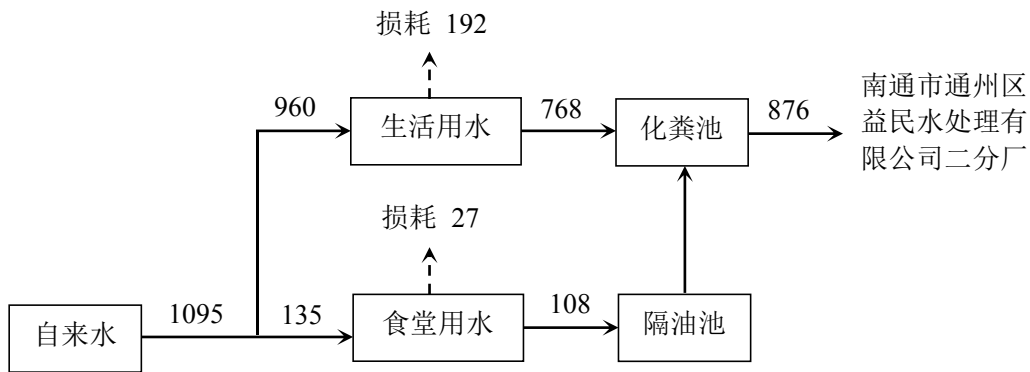 损耗 192
960
生活用水
768
化粪池
876
南通市通州区
益民水处理有
限公司二分厂
损耗 27
自来水
1095
135
食堂用水
108
隔油池